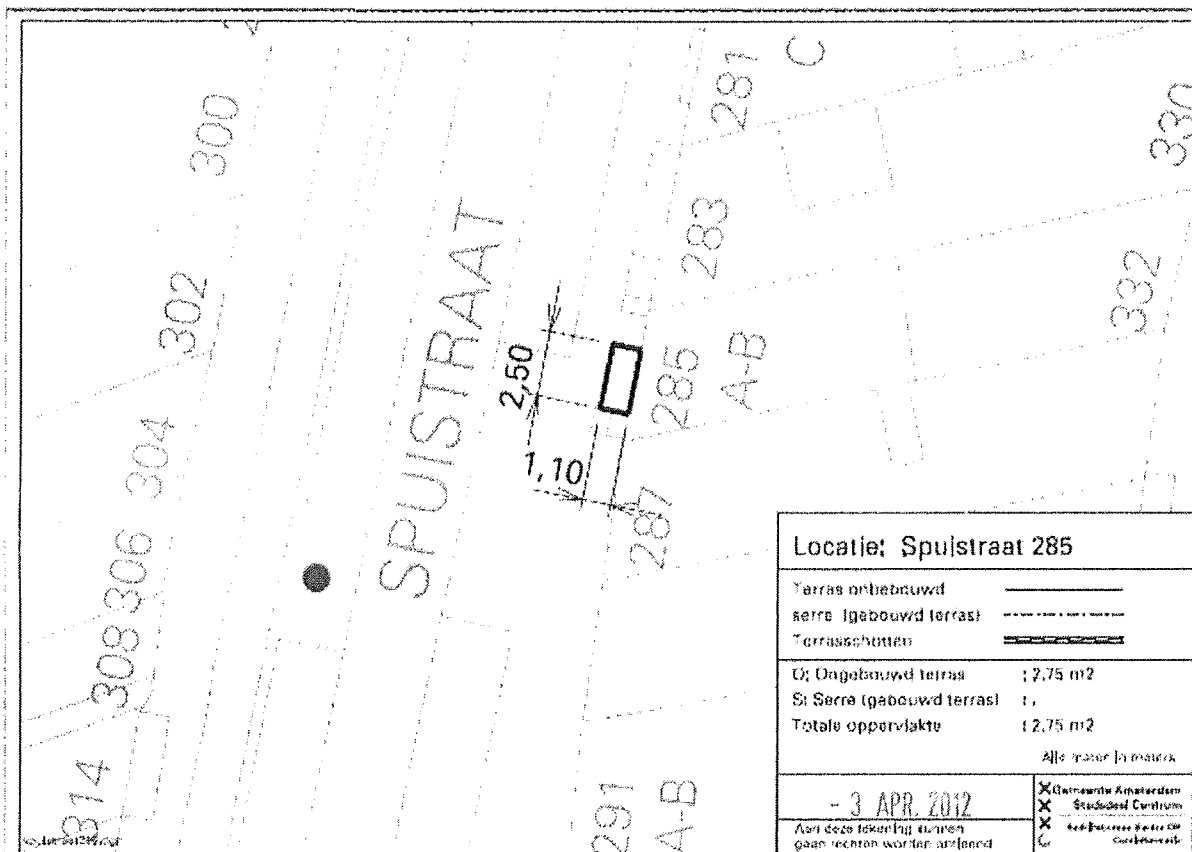 300
281
C
330
302
283
332
SPUISTRAAT
2,50
285
A-B
304
1,10
287
306
308
314
291
A-B
Locatie: Spuistraat 285
Terras onbebouwd
serre (gebouwd terras)
Terrasschotten
O: Ongebouwd terras : 2,75 m2
S: Serre (gebouwd terras) : ,
Totale oppervlakte : 2,75 m2
Alle maten in meters
- 3 APR. 2012
Gemeente Amsterdam
Stadsdeel Centrum
Aan deze tekening kunnen
geen rechten worden ontleend